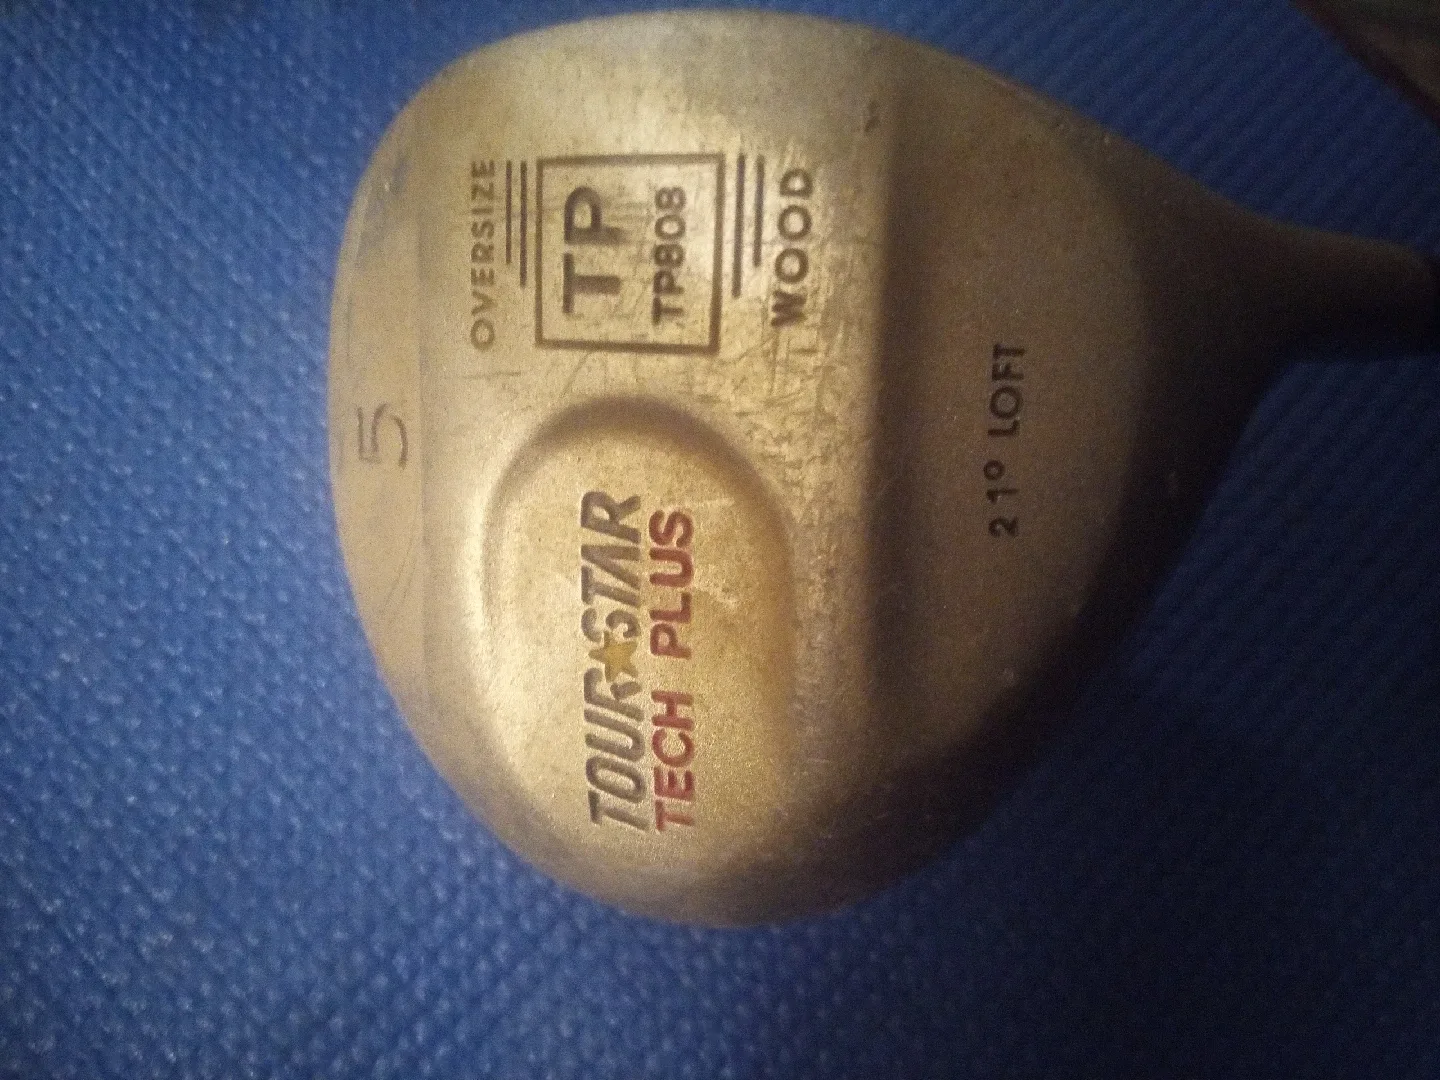 5
OVERSIZE
TP
TP808
WOOD
TOUR★STAR
TECH PLUS
21° LOFT